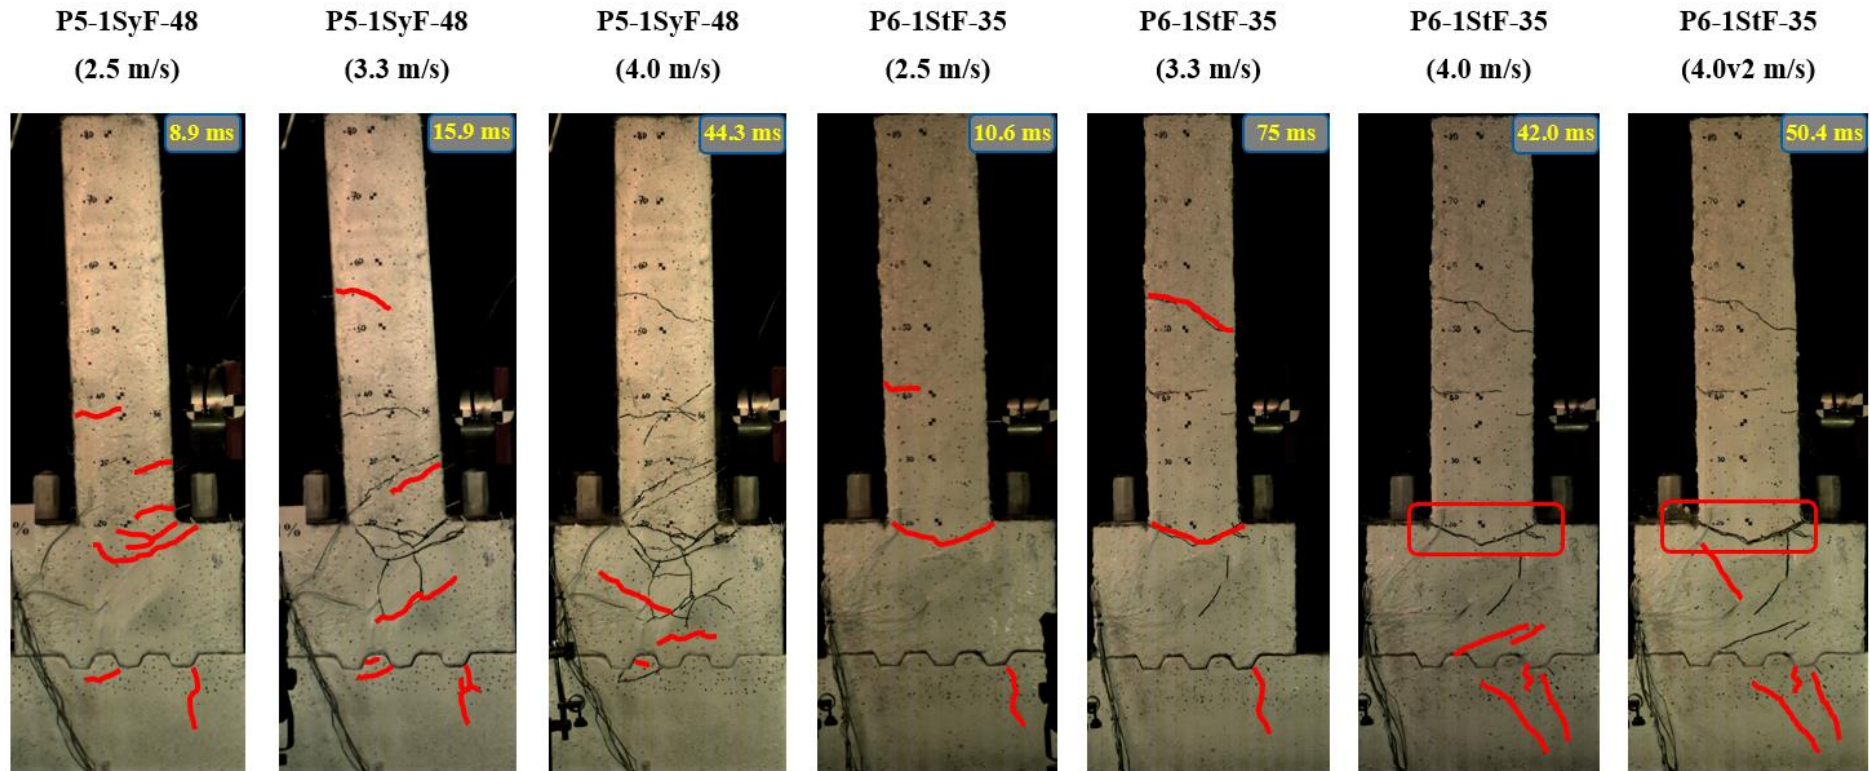 P5-1SyF-48
(2.5 m/s)
P5-1SyF-48
(3.3 m/s)
P5-1SyF-48
(4.0 m/s)
P6-1StF-35
(2.5 m/s)
P6-1StF-35
(3.3 m/s)
P6-1StF-35
(4.0 m/s)
P6-1StF-35
(4.0v2 m/s)
8.9 ms
15.9 ms
44.3 ms
10.6 ms
75 ms
42.0 ms
50.4 ms
%
%